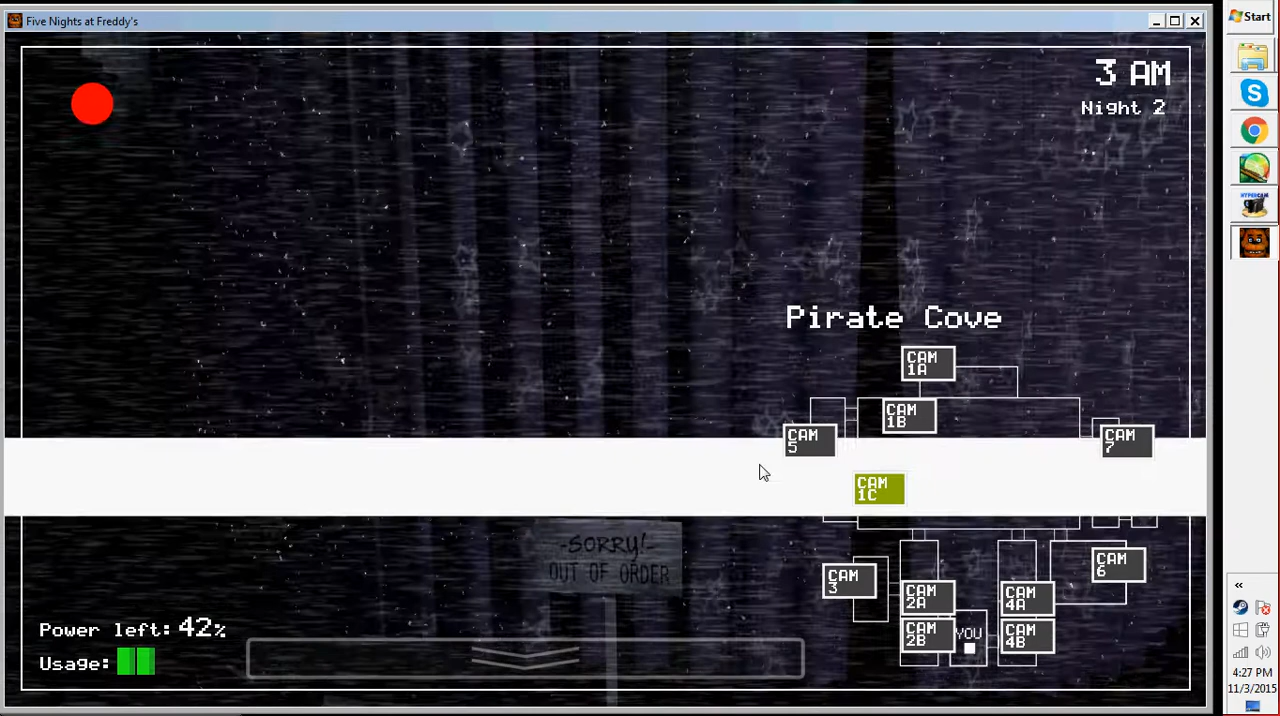 Five Nights at Freddy's
Start
3 AM
Night 2
Pirate Cove
CAM
1A
CAM
1B
CAM
5
CAM
7
CAM
1C
-SORRY!-
OUT OF ORDER
CAM
3
CAM
2A
CAM
4A
CAM
6
CAM
2B
YOU
CAM
4B
Power left: 42%
Usage:
HYPERCAM
4:27 PM
11/3/2015